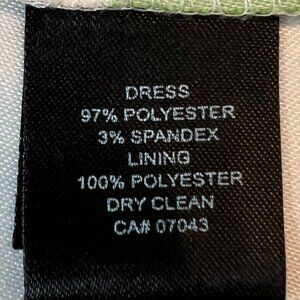 DRESS
97% POLYESTER
3% SPANDEX
LINING
100% POLYESTER
DRY CLEAN
CA# 07043